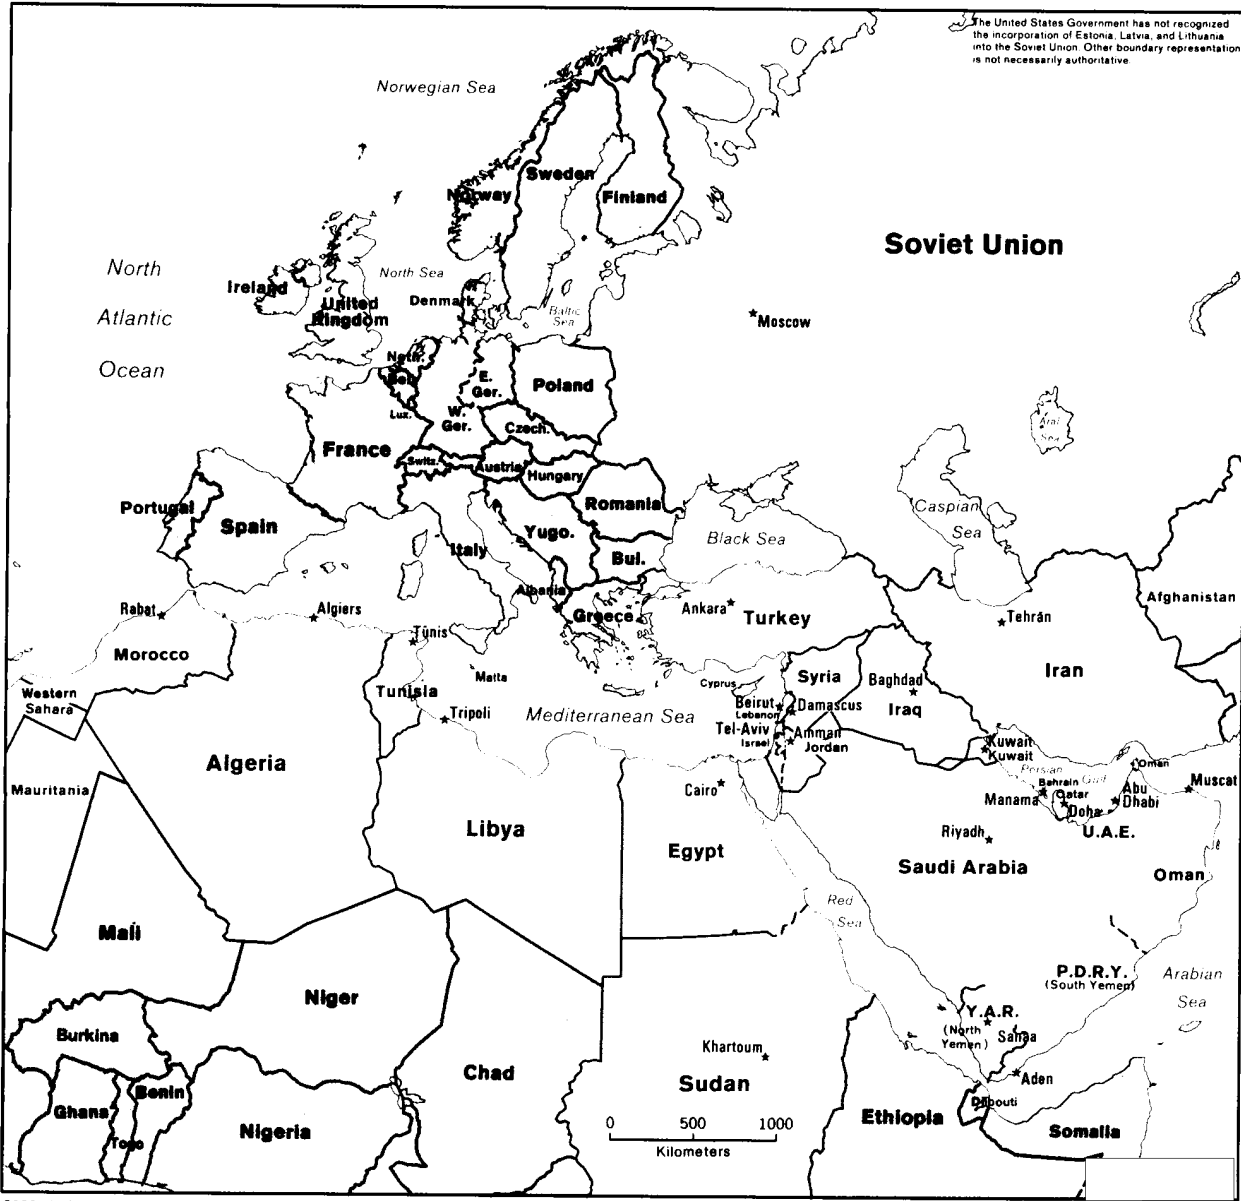 The United States Government has not recognized
the incorporation of Estonia, Latvia, and Lithuania
into the Soviet Union. Other boundary representation
is not necessarily authoritative.
Norwegian Sea
Sweden
Norway
Finland
Soviet Union
North
Atlantic
Ocean
North Sea
Ireland
United
Kingdom
Denmark
Baltic
Sea
Moscow
Neth.
Bel.
Lux.
E.
Ger.
W.
Ger.
Poland
Czech.
France
Switz.
Austria
Hungary
Romania
Aral
Sea
Portugal
Spain
Italy
Yugo.
Bul.
Black Sea
Caspian
Sea
Albania
Greece
Ankara
Turkey
Tehrān
Afghanistan
Rabat
Algiers
Tūnis
Morocco
Malta
Cyprus
Syria
Baghdad
Iraq
Iran
Western
Sahara
Tunisia
Tripoli
Mediterranean Sea
Beirut
Lebanon
Damascus
Tel-Aviv
Israel
Amman
Jordan
Kuwait
Kuwait
Algeria
Mauritania
Cairo
Persian
Gulf
Oman
Bahrain
Manama
Qatar
Doha
Abu
Dhabi
Muscat
U.A.E.
Libya
Egypt
Riyadh
Saudi Arabia
Oman
Red
Sea
Mali
Niger
P.D.R.Y.
(South Yemen)
Arabian
Sea
Y.A.R.
(North
Yemen)
Sanaa
Burkina
Khartoum
Chad
Sudan
Aden
Benin
Ghana
Togo
Nigeria
Djibouti
Ethiopia
Somalia
0 500 1000
Kilometers